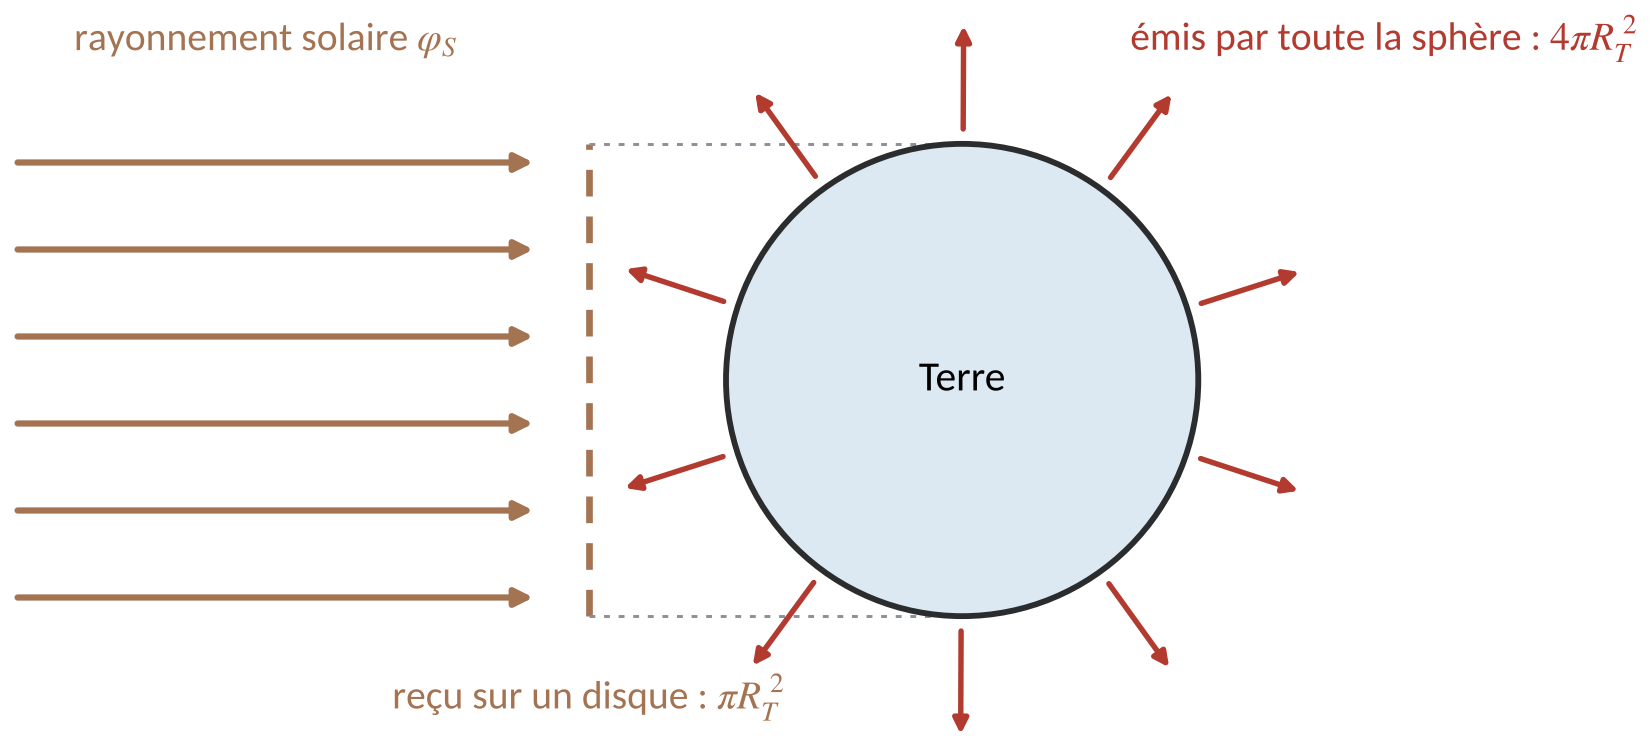 rayonnement solaire φ_S
émis par toute la sphère : 4πR_T^2
Terre
reçu sur un disque : πR_T^2